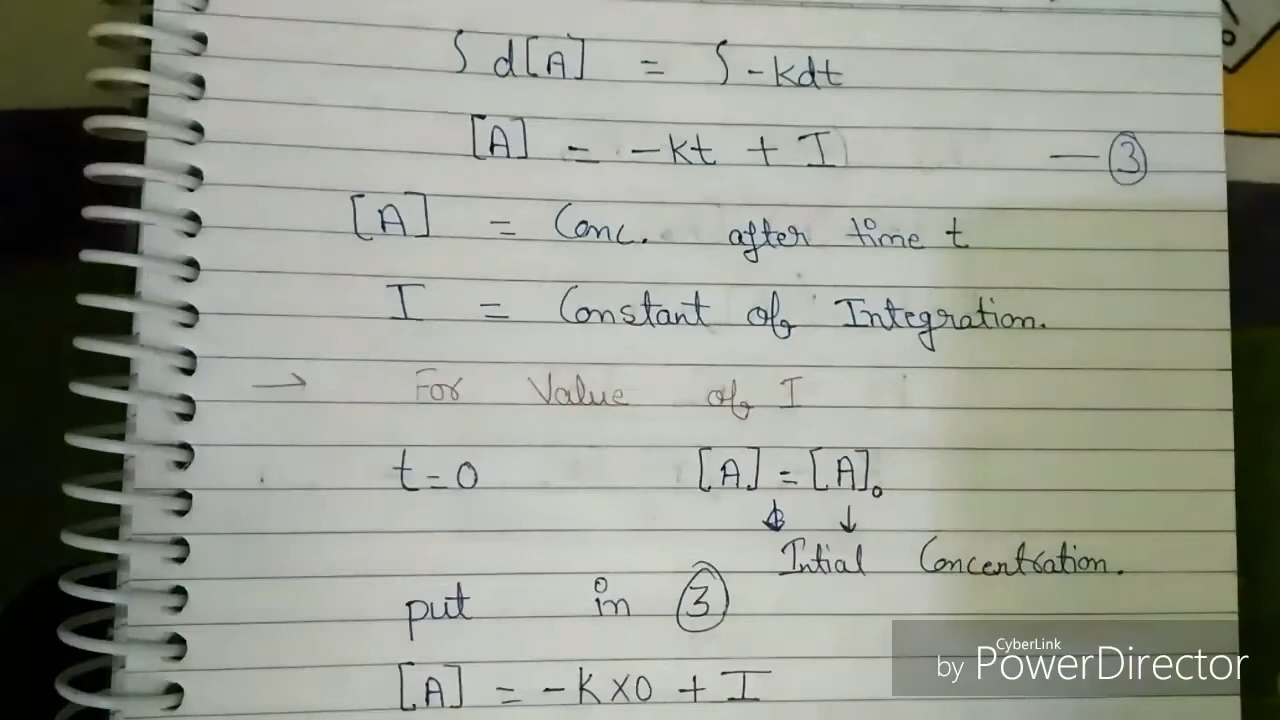 ∫ d[A] = ∫ -kdt
[A] = -kt + I — ③
[A] = Conc. after time t
I = Constant of Integration.
→ For Value of I
t=0 [A] = [A]₀
↓ ↓
Intial Concentration.
put in ③
[A] = -K×0 + I
CyberLink
by PowerDirector